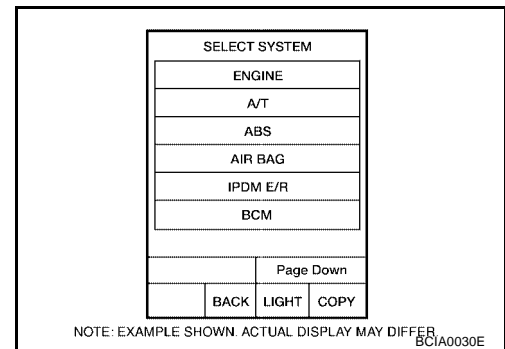 SELECT SYSTEM
ENGINE
A/T
ABS
AIR BAG
IPDM E/R
BCM
Page Down
BACK LIGHT COPY
NOTE: EXAMPLE SHOWN. ACTUAL DISPLAY MAY DIFFER.
BCIA0030E